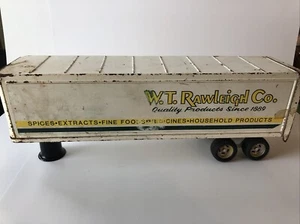 W.T. Rawleigh Co.
Quality Products Since 1889
SPICES•EXTRACTS•FINE FOODS•MEDICINES•HOUSEHOLD PRODUCTS